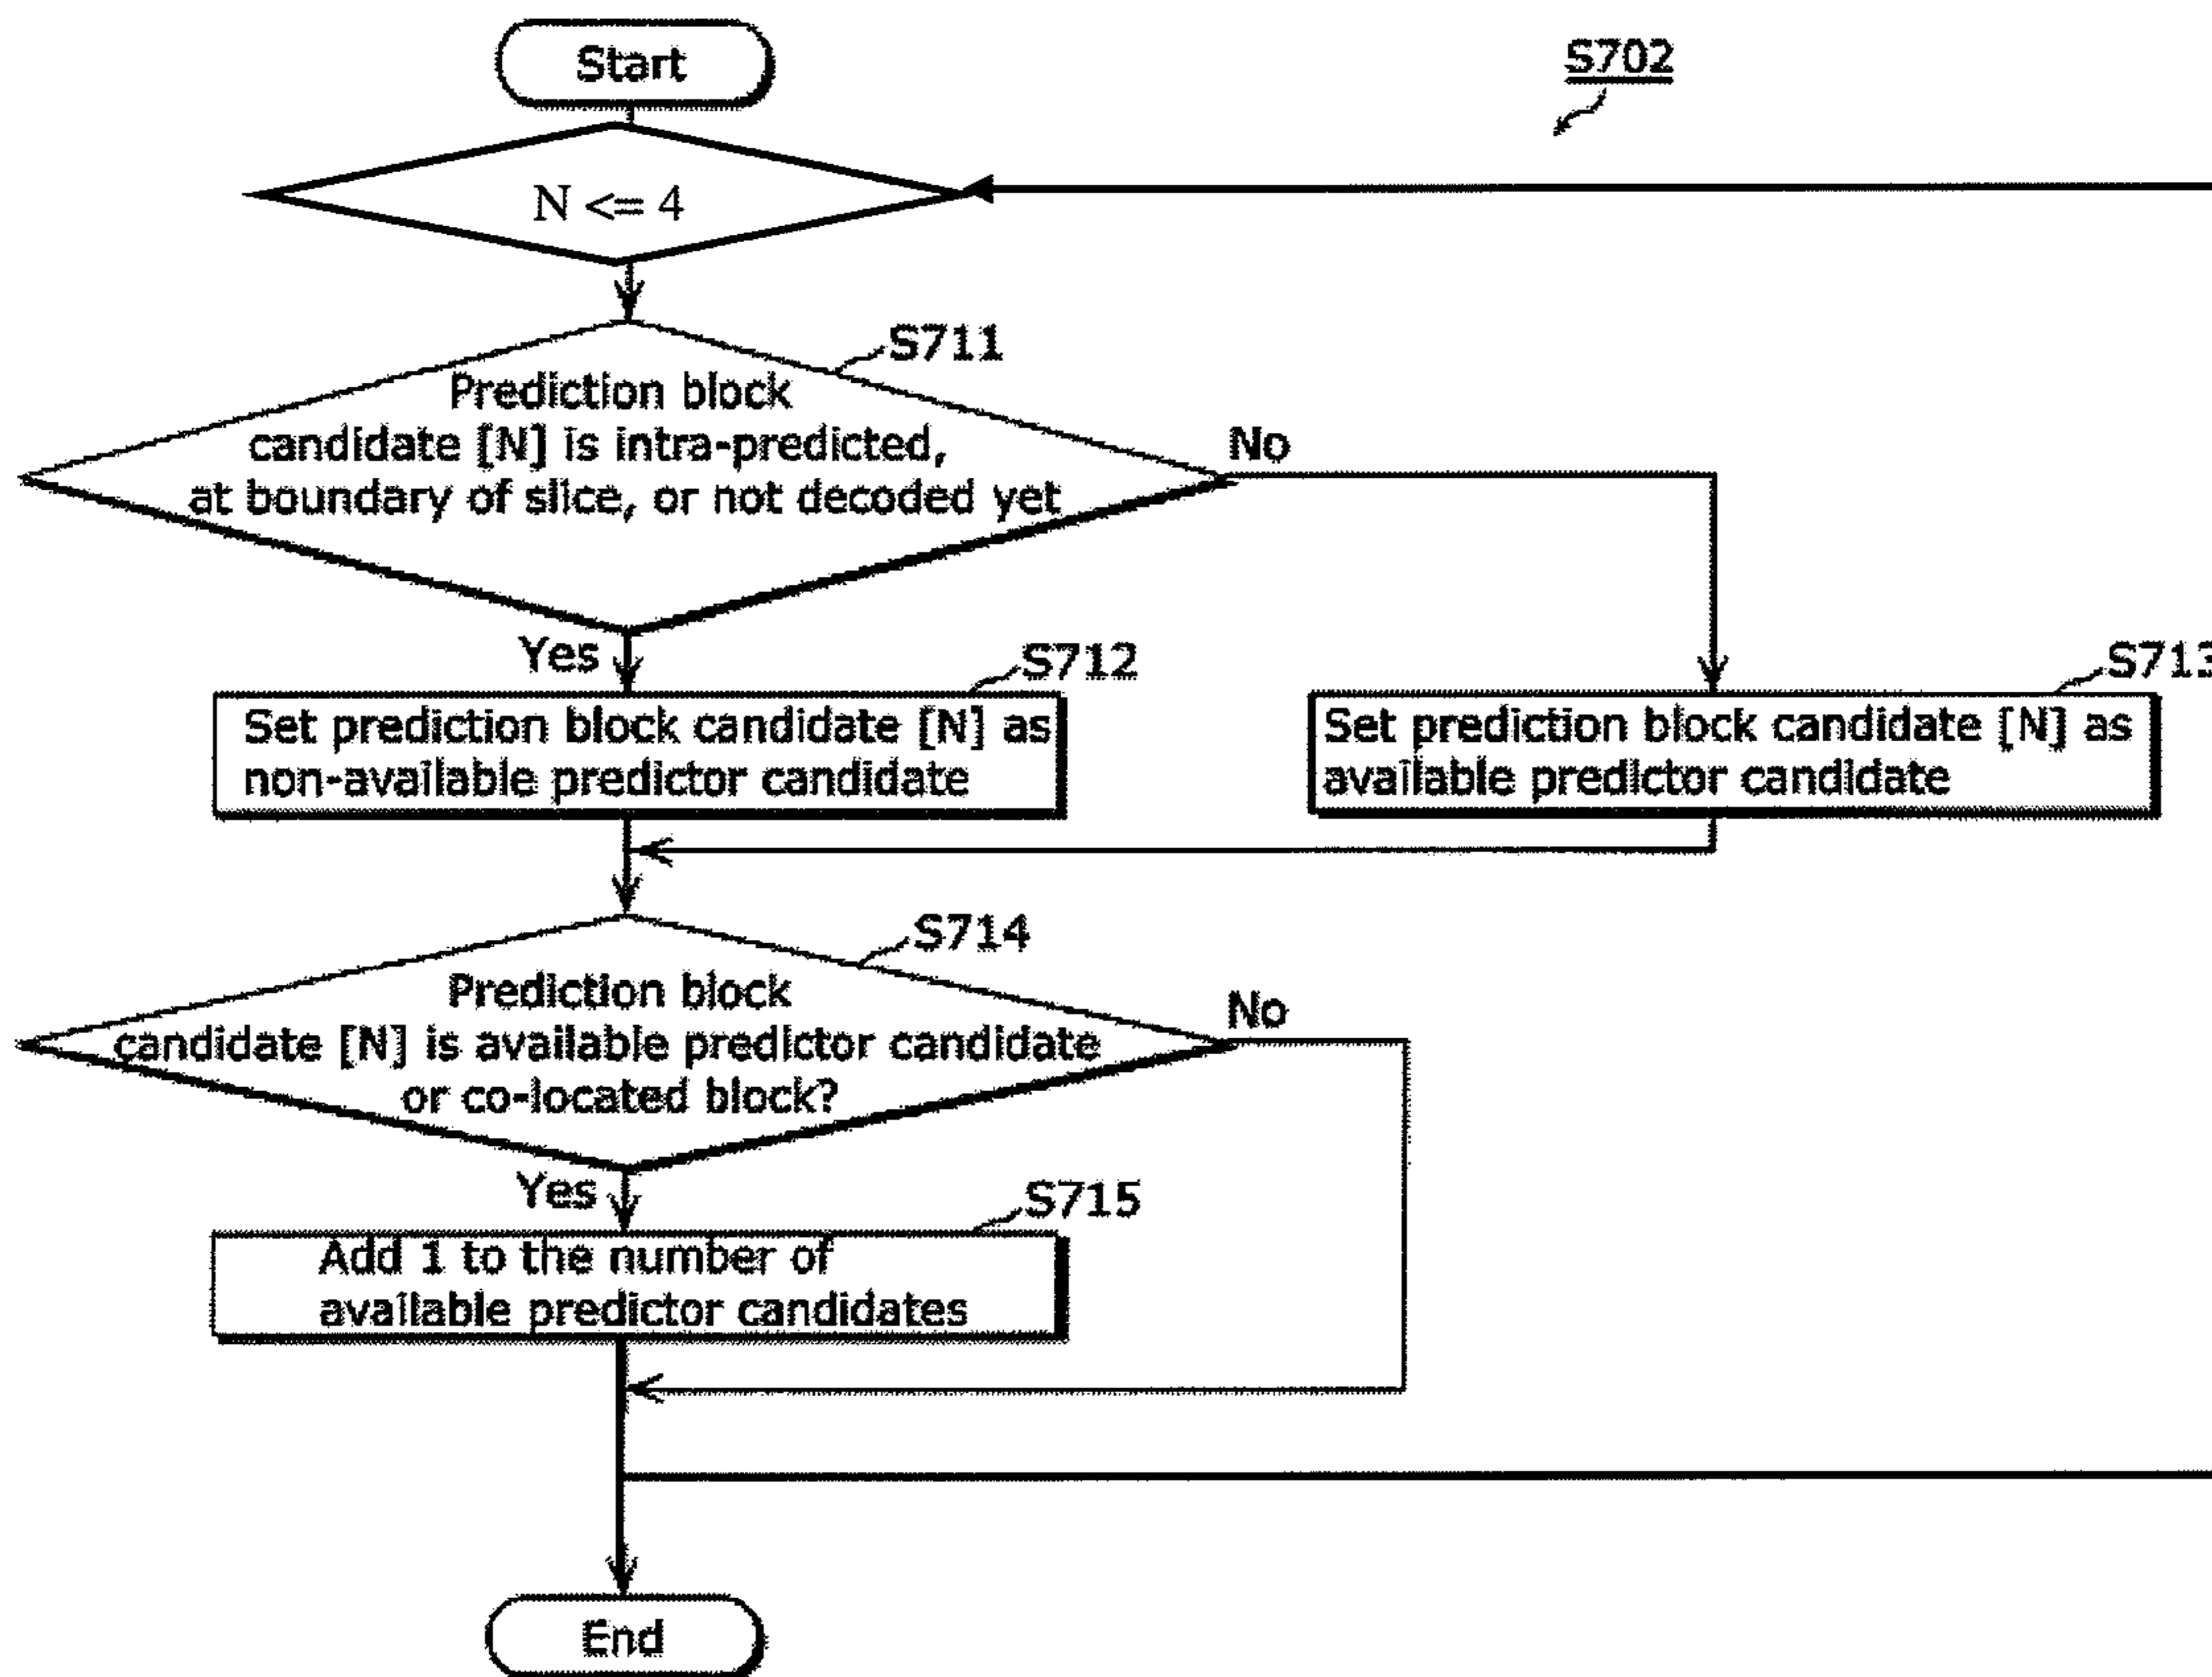 Start
S702
N <= 4
S711
Prediction block
candidate [N] is intra-predicted,
at boundary of slice, or not decoded yet
No
Yes
S712
S713
Set prediction block candidate [N] as
non-available predictor candidate
Set prediction block candidate [N] as
available predictor candidate
S714
Prediction block
candidate [N] is available predictor candidate
or co-located block?
No
Yes
S715
Add 1 to the number of
available predictor candidates
End